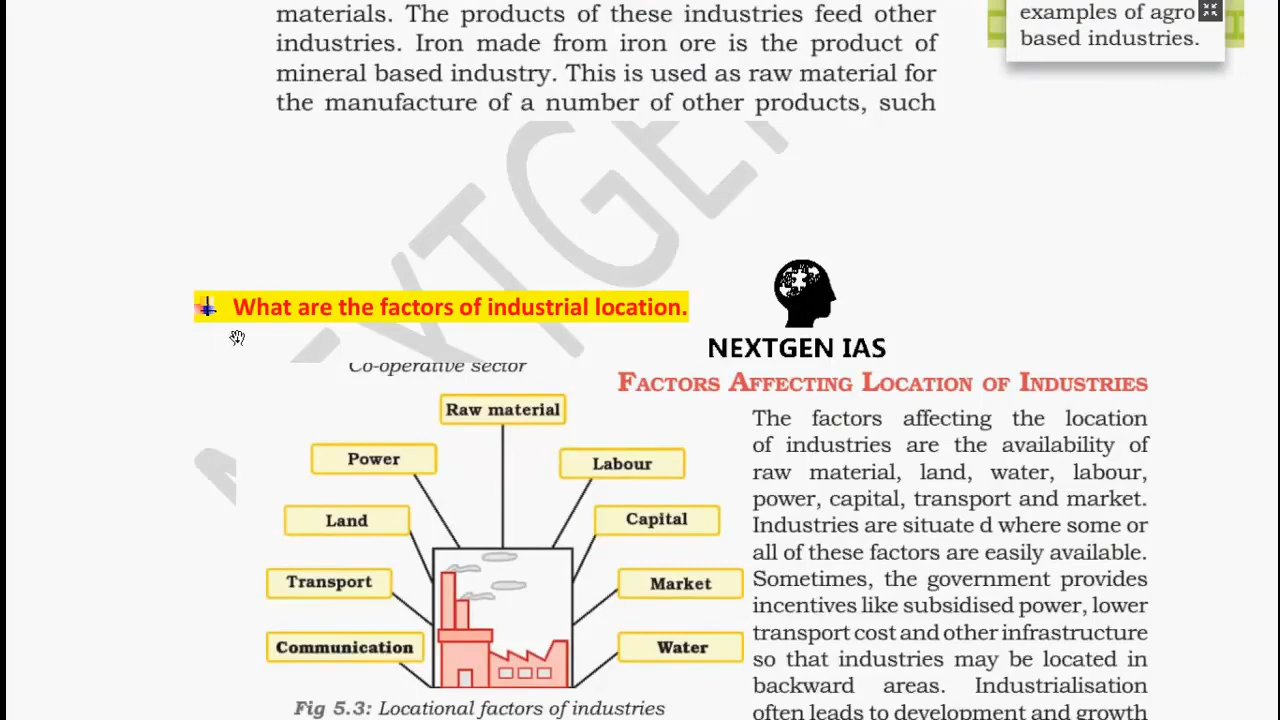 materials. The products of these industries feed other
industries. Iron made from iron ore is the product of
mineral based industry. This is used as raw material for
the manufacture of a number of other products, such
examples of agro
based industries.
What are the factors of industrial location.
NEXTGEN IAS
Co-operative sector
Raw material
Power
Labour
Land
Capital
Transport
Market
Communication
Water
Fig 5.3: Locational factors of industries
FACTORS AFFECTING LOCATION OF INDUSTRIES
The factors affecting the location
of industries are the availability of
raw material, land, water, labour,
power, capital, transport and market.
Industries are situate d where some or
all of these factors are easily available.
Sometimes, the government provides
incentives like subsidised power, lower
transport cost and other infrastructure
so that industries may be located in
backward areas. Industrialisation
often leads to development and growth